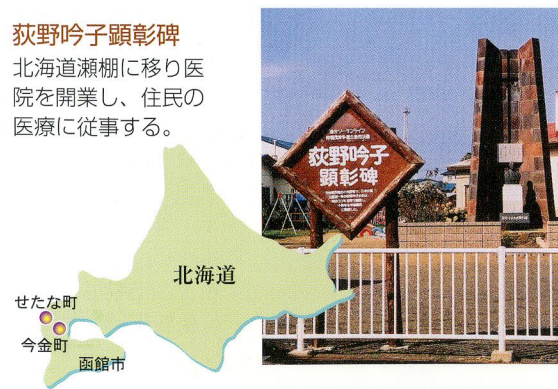 荻野吟子顕彰碑
北海道瀬棚に移り医
院を開業し、住民の
医療に従事する。
荻野吟子
顕彰碑
北海道
せたな町
今金町
函館市